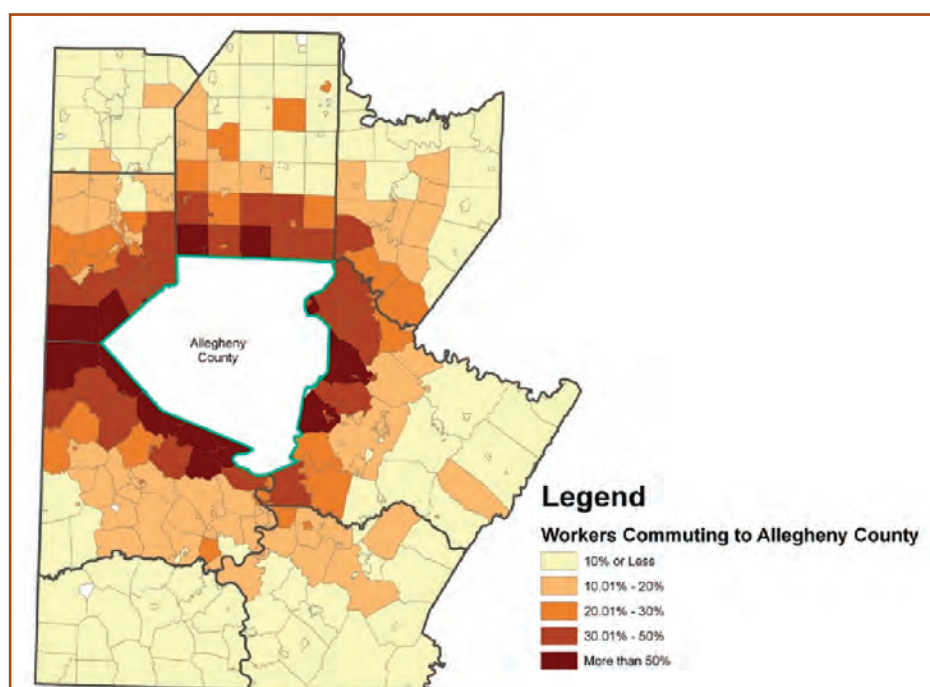 Allegheny
County
Legend
Workers Commuting to Allegheny County
10% or Less
10.01% - 20%
20.01% - 30%
30.01% - 50%
More than 50%